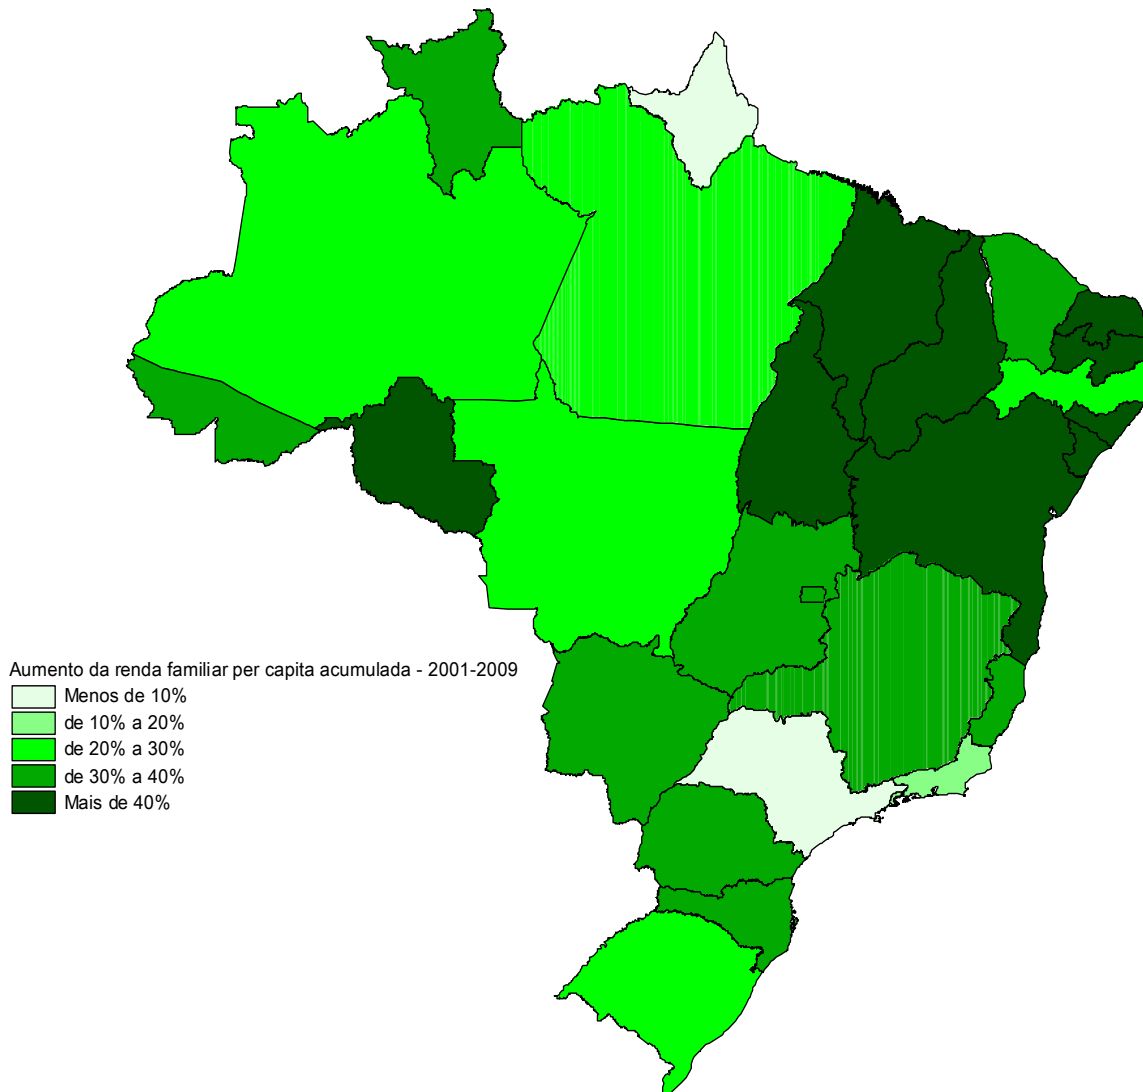 Aumento da renda familiar per capita acumulada - 2001-2009
Menos de 10%
de 10% a 20%
de 20% a 30%
de 30% a 40%
Mais de 40%